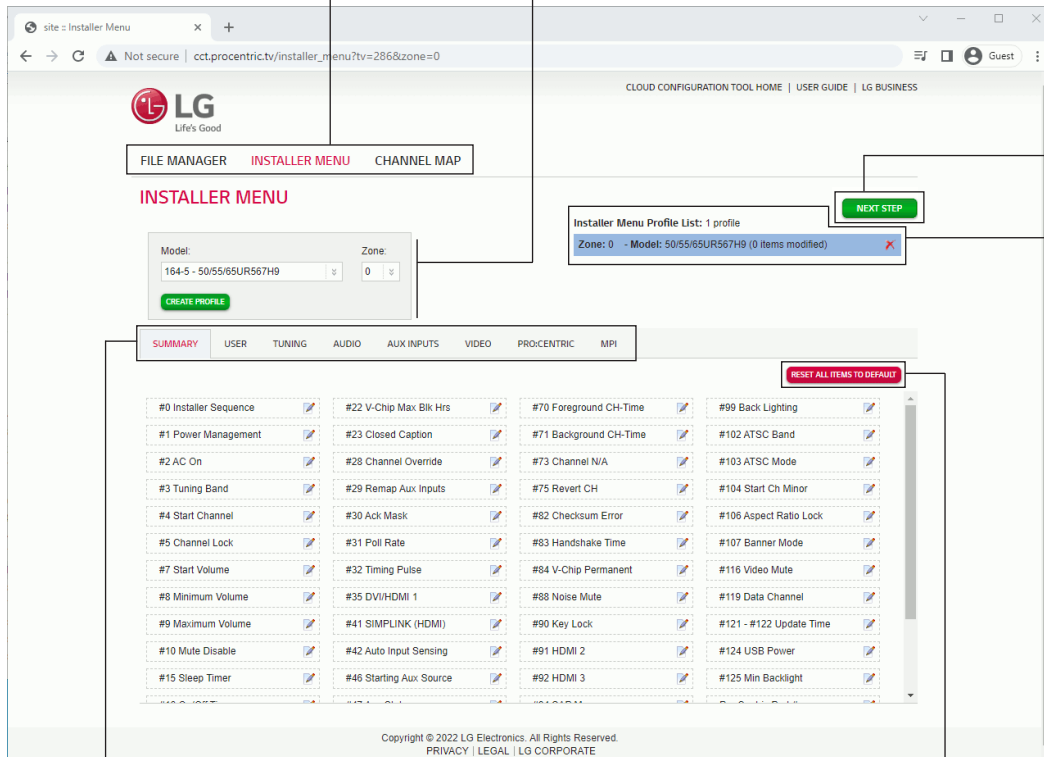 site :: Installer Menu
Not secure | cct.procentric.tv/installer_menu?tv=286&zone=0
Guest
LG
Life's Good
CLOUD CONFIGURATION TOOL HOME | USER GUIDE | LG BUSINESS
FILE MANAGER INSTALLER MENU CHANNEL MAP
INSTALLER MENU
NEXT STEP
Model: Zone:
164-5 - 50/55/65UR567H9 0
CREATE PROFILE
Installer Menu Profile List: 1 profile
Zone: 0 - Model: 50/55/65UR567H9 (0 items modified)
SUMMARY USER TUNING AUDIO AUX INPUTS VIDEO PRO:CENTRIC MPI
RESET ALL ITEMS TO DEFAULT
#0 Installer Sequence #22 V-Chip Max Blk Hrs #70 Foreground CH-Time #99 Back Lighting
#1 Power Management #23 Closed Caption #71 Background CH-Time #102 ATSC Band
#2 AC On #28 Channel Override #73 Channel N/A #103 ATSC Mode
#3 Tuning Band #29 Remap Aux Inputs #75 Revert CH #104 Start Ch Minor
#4 Start Channel #30 Ack Mask #82 Checksum Error #106 Aspect Ratio Lock
#5 Channel Lock #31 Poll Rate #83 Handshake Time #107 Banner Mode
#7 Start Volume #32 Timing Pulse #84 V-Chip Permanent #116 Video Mute
#8 Minimum Volume #35 DVI/HDMI 1 #88 Noise Mute #119 Data Channel
#9 Maximum Volume #41 SIMPLINK (HDMI) #90 Key Lock #121 - #122 Update Time
#10 Mute Disable #42 Auto Input Sensing #91 HDMI 2 #124 USB Power
#15 Sleep Timer #46 Starting Aux Source #92 HDMI 3 #125 Min Backlight
Copyright © 2022 LG Electronics. All Rights Reserved.
PRIVACY | LEGAL | LG CORPORATE